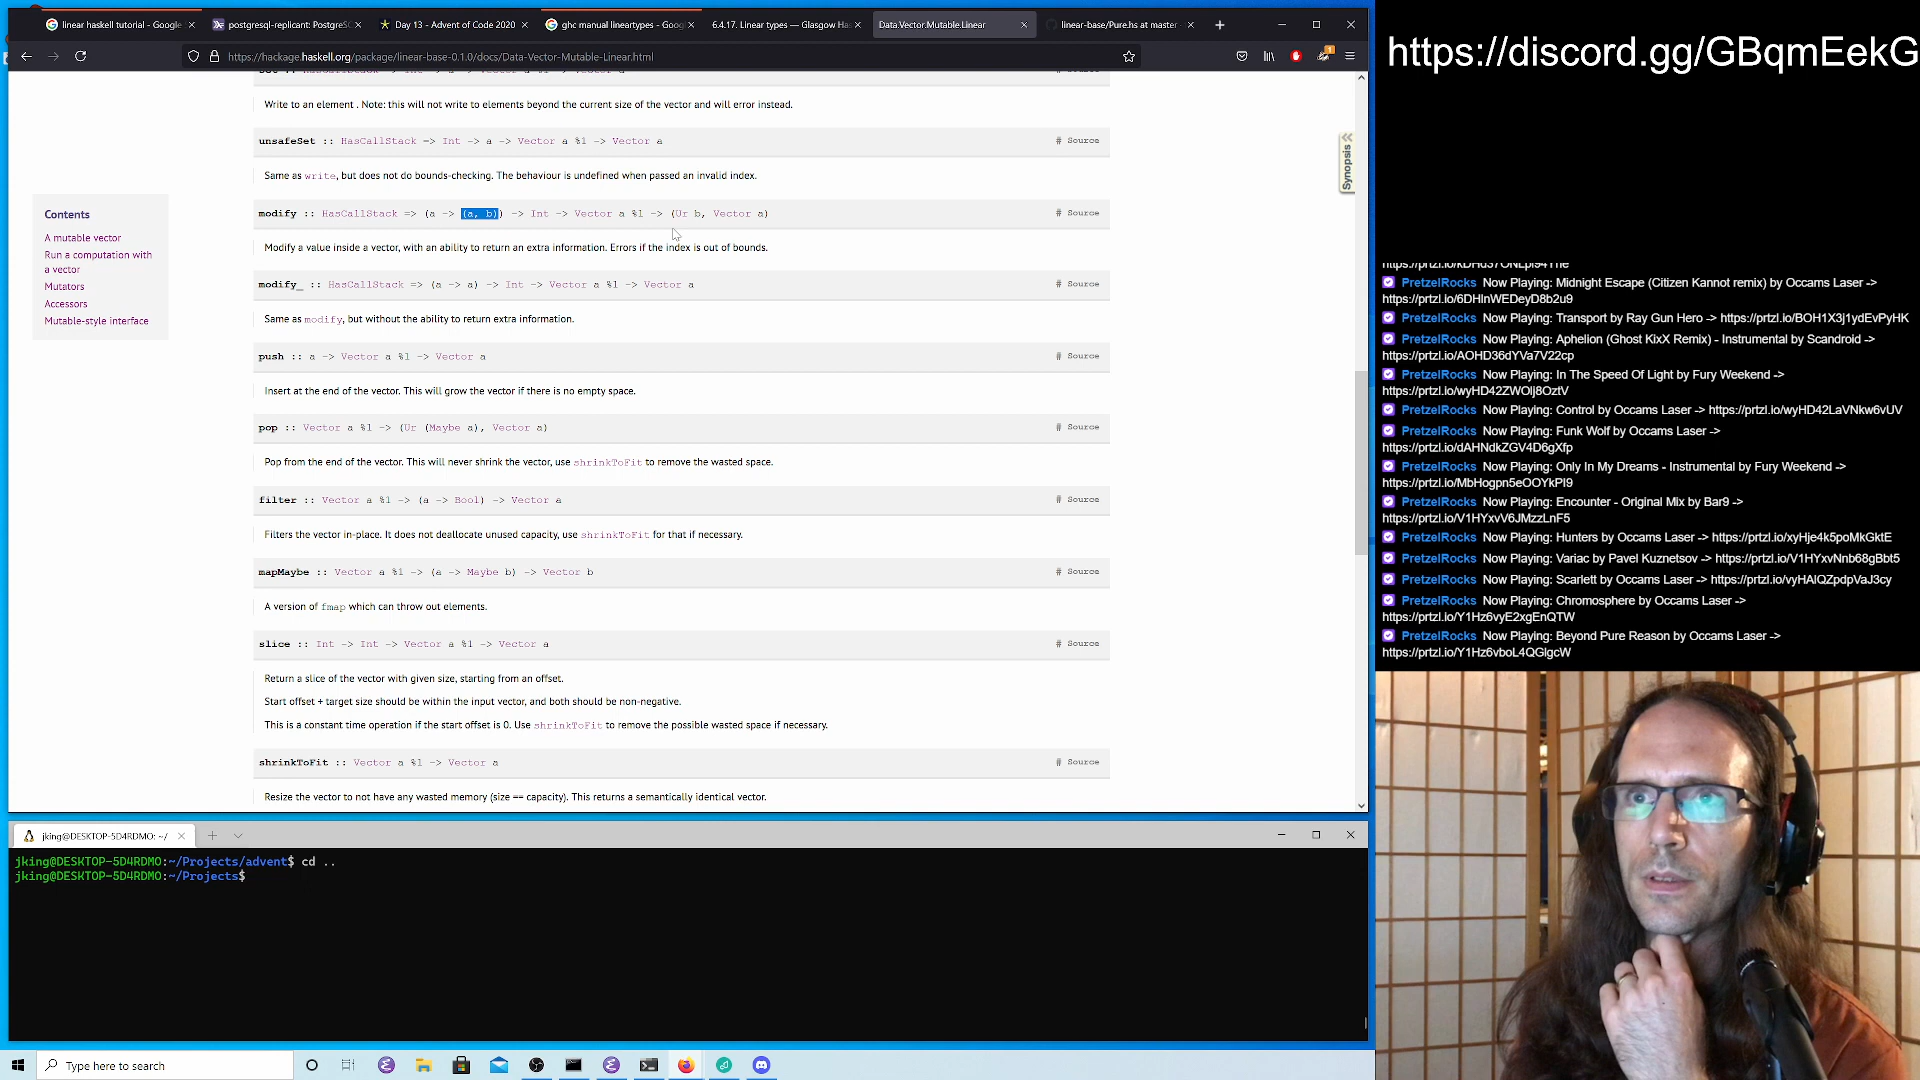 linear haskell tutorial - Google
postgresql-replicant: PostgreS
Day 13 - Advent of Code 2020
ghc manual lineartypes - Goog
6.4.17. Linear types — Glasgow Ha
Data.Vector.Mutable.Linear
linear-base/Pure.hs at master
https://hackage.haskell.org/package/linear-base-0.1.0/docs/Data-Vector-Mutable-Linear.html
Write to an element . Note: this will not write to elements beyond the current size of the vector and will error instead.
unsafeSet :: HasCallStack => Int -> a -> Vector a %1 -> Vector a # Source
Same as write, but does not do bounds-checking. The behaviour is undefined when passed an invalid index.
modify :: HasCallStack => (a -> (a, b)) -> Int -> Vector a %1 -> (Ur b, Vector a) # Source
Modify a value inside a vector, with an ability to return an extra information. Errors if the index is out of bounds.
modify_ :: HasCallStack => (a -> a) -> Int -> Vector a %1 -> Vector a # Source
Same as modify, but without the ability to return extra information.
push :: a -> Vector a %1 -> Vector a # Source
Insert at the end of the vector. This will grow the vector if there is no empty space.
pop :: Vector a %1 -> (Ur (Maybe a), Vector a) # Source
Pop from the end of the vector. This will never shrink the vector, use shrinkToFit to remove the wasted space.
filter :: Vector a %1 -> (a -> Bool) -> Vector a # Source
Filters the vector in-place. It does not deallocate unused capacity, use shrinkToFit for that if necessary.
mapMaybe :: Vector a %1 -> (a -> Maybe b) -> Vector b # Source
A version of fmap which can throw out elements.
slice :: Int -> Int -> Vector a %1 -> Vector a # Source
Return a slice of the vector with given size, starting from an offset.
Start offset + target size should be within the input vector, and both should be non-negative.
This is a constant time operation if the start offset is 0. Use shrinkToFit to remove the possible wasted space if necessary.
shrinkToFit :: Vector a %1 -> Vector a # Source
Resize the vector to not have any wasted memory (size == capacity). This returns a semantically identical vector.
Contents
A mutable vector
Run a computation with
a vector
Mutators
Accessors
Mutable-style interface
Synopsis
jking@DESKTOP-5D4RDMO: ~/
jking@DESKTOP-5D4RDMO:~/Projects/advent$ cd ..
jking@DESKTOP-5D4RDMO:~/Projects$
Type here to search
https://discord.gg/GBqmEekG
PretzelRocks Now Playing: Midnight Escape (Citizen Kannot remix) by Occams Laser ->
https://prtzl.io/6DHlnWEDeyD8b2u9
PretzelRocks Now Playing: Transport by Ray Gun Hero -> https://prtzl.io/BOH1X3j1ydEvPyHK
PretzelRocks Now Playing: Aphelion (Ghost KixX Remix) - Instrumental by Scandroid ->
https://prtzl.io/AOHD36dYVa7V22cp
PretzelRocks Now Playing: In The Speed Of Light by Fury Weekend ->
https://prtzl.io/wyHD42ZWOlj8OztV
PretzelRocks Now Playing: Control by Occams Laser -> https://prtzl.io/wyHD42LaVNkw6vUV
PretzelRocks Now Playing: Funk Wolf by Occams Laser ->
https://prtzl.io/dAHNdkZGV4D6gXfp
PretzelRocks Now Playing: Only In My Dreams - Instrumental by Fury Weekend ->
https://prtzl.io/MbHogpn5eOOYkPI9
PretzelRocks Now Playing: Encounter - Original Mix by Bar9 ->
https://prtzl.io/V1HYxvV6JMzzLnF5
PretzelRocks Now Playing: Hunters by Occams Laser -> https://prtzl.io/xyHje4k5poMkGktE
PretzelRocks Now Playing: Variac by Pavel Kuznetsov -> https://prtzl.io/V1HYxvNnb68gBbt5
PretzelRocks Now Playing: Scarlett by Occams Laser -> https://prtzl.io/vyHAlQZpdpVaJ3cy
PretzelRocks Now Playing: Chromosphere by Occams Laser ->
https://prtzl.io/Y1Hz6vyE2xgEnQTW
PretzelRocks Now Playing: Beyond Pure Reason by Occams Laser ->
https://prtzl.io/Y1Hz6vboL4QGlgcW